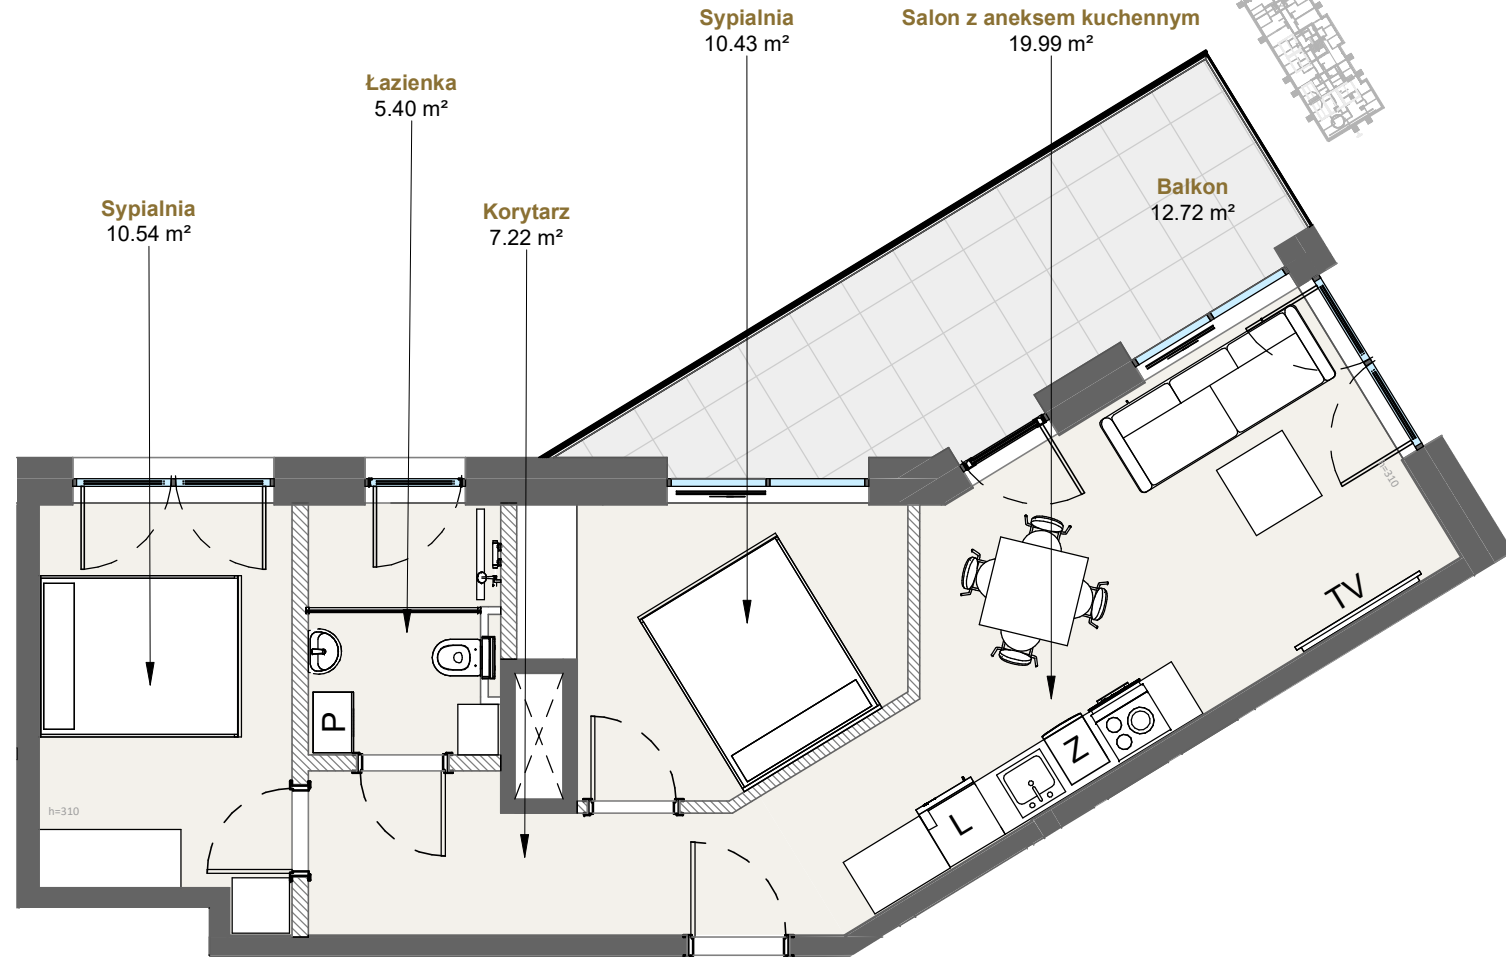 Sypialnia
10.43 m²
Salon z aneksem kuchennym
19.99 m²
Łazienka
5.40 m²
Balkon
12.72 m²
Sypialnia
10.54 m²
Korytarz
7.22 m²
h=310
TV
P
Z
L
h=310